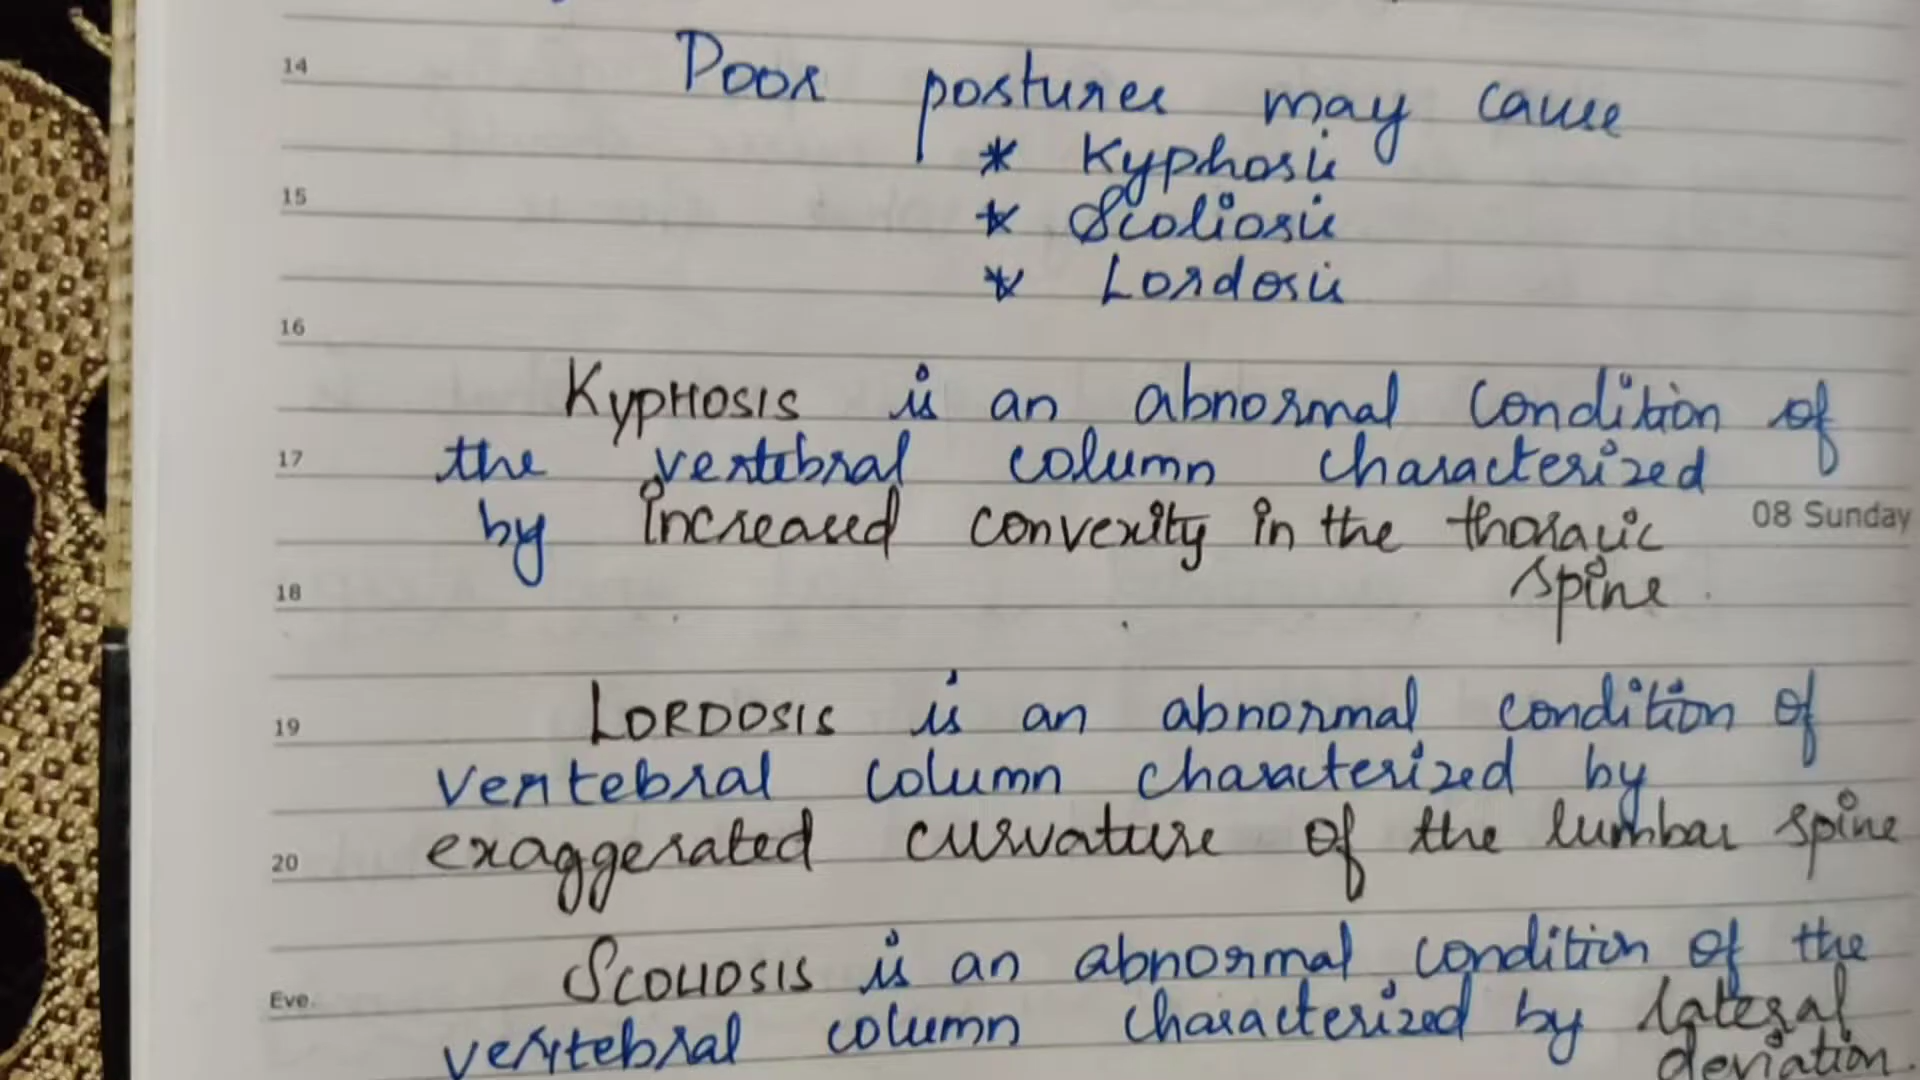 14
Poor postures may cause
* Kyphosis
15
* Scoliosis
* Lordosis
16
KYPHOSIS is an abnormal condition of
17 the vertebral column characterized
by increased convexity in the thoracic
08 Sunday
spine.
18
19 LORDOSIS is an abnormal condition of
vertebral column characterized by
20 exaggerated curvature of the lumbar spine
SCOLIOSIS is an abnormal condition of the
Eve.
vertebral column characterized by lateral
deviation.